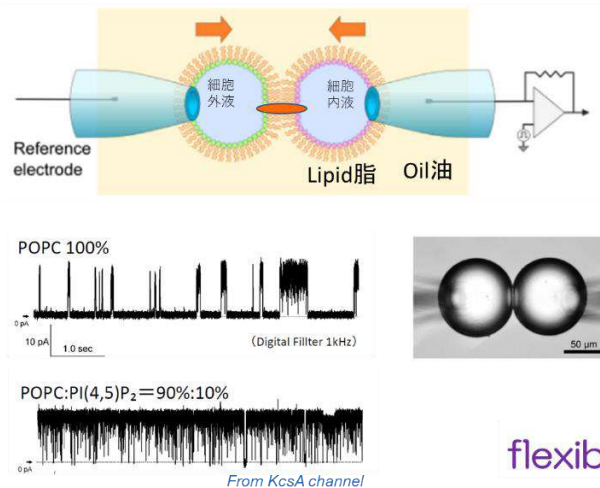 細胞
外液
細胞
内液
Reference
electrode
Lipid脂
Oil油
POPC 100%
0 pA
10 pA
1.0 sec
(Digital Fillter 1kHz)
50 μm
POPC:PI(4,5)P₂=90%:10%
0 pA
From KcsA channel
flexib